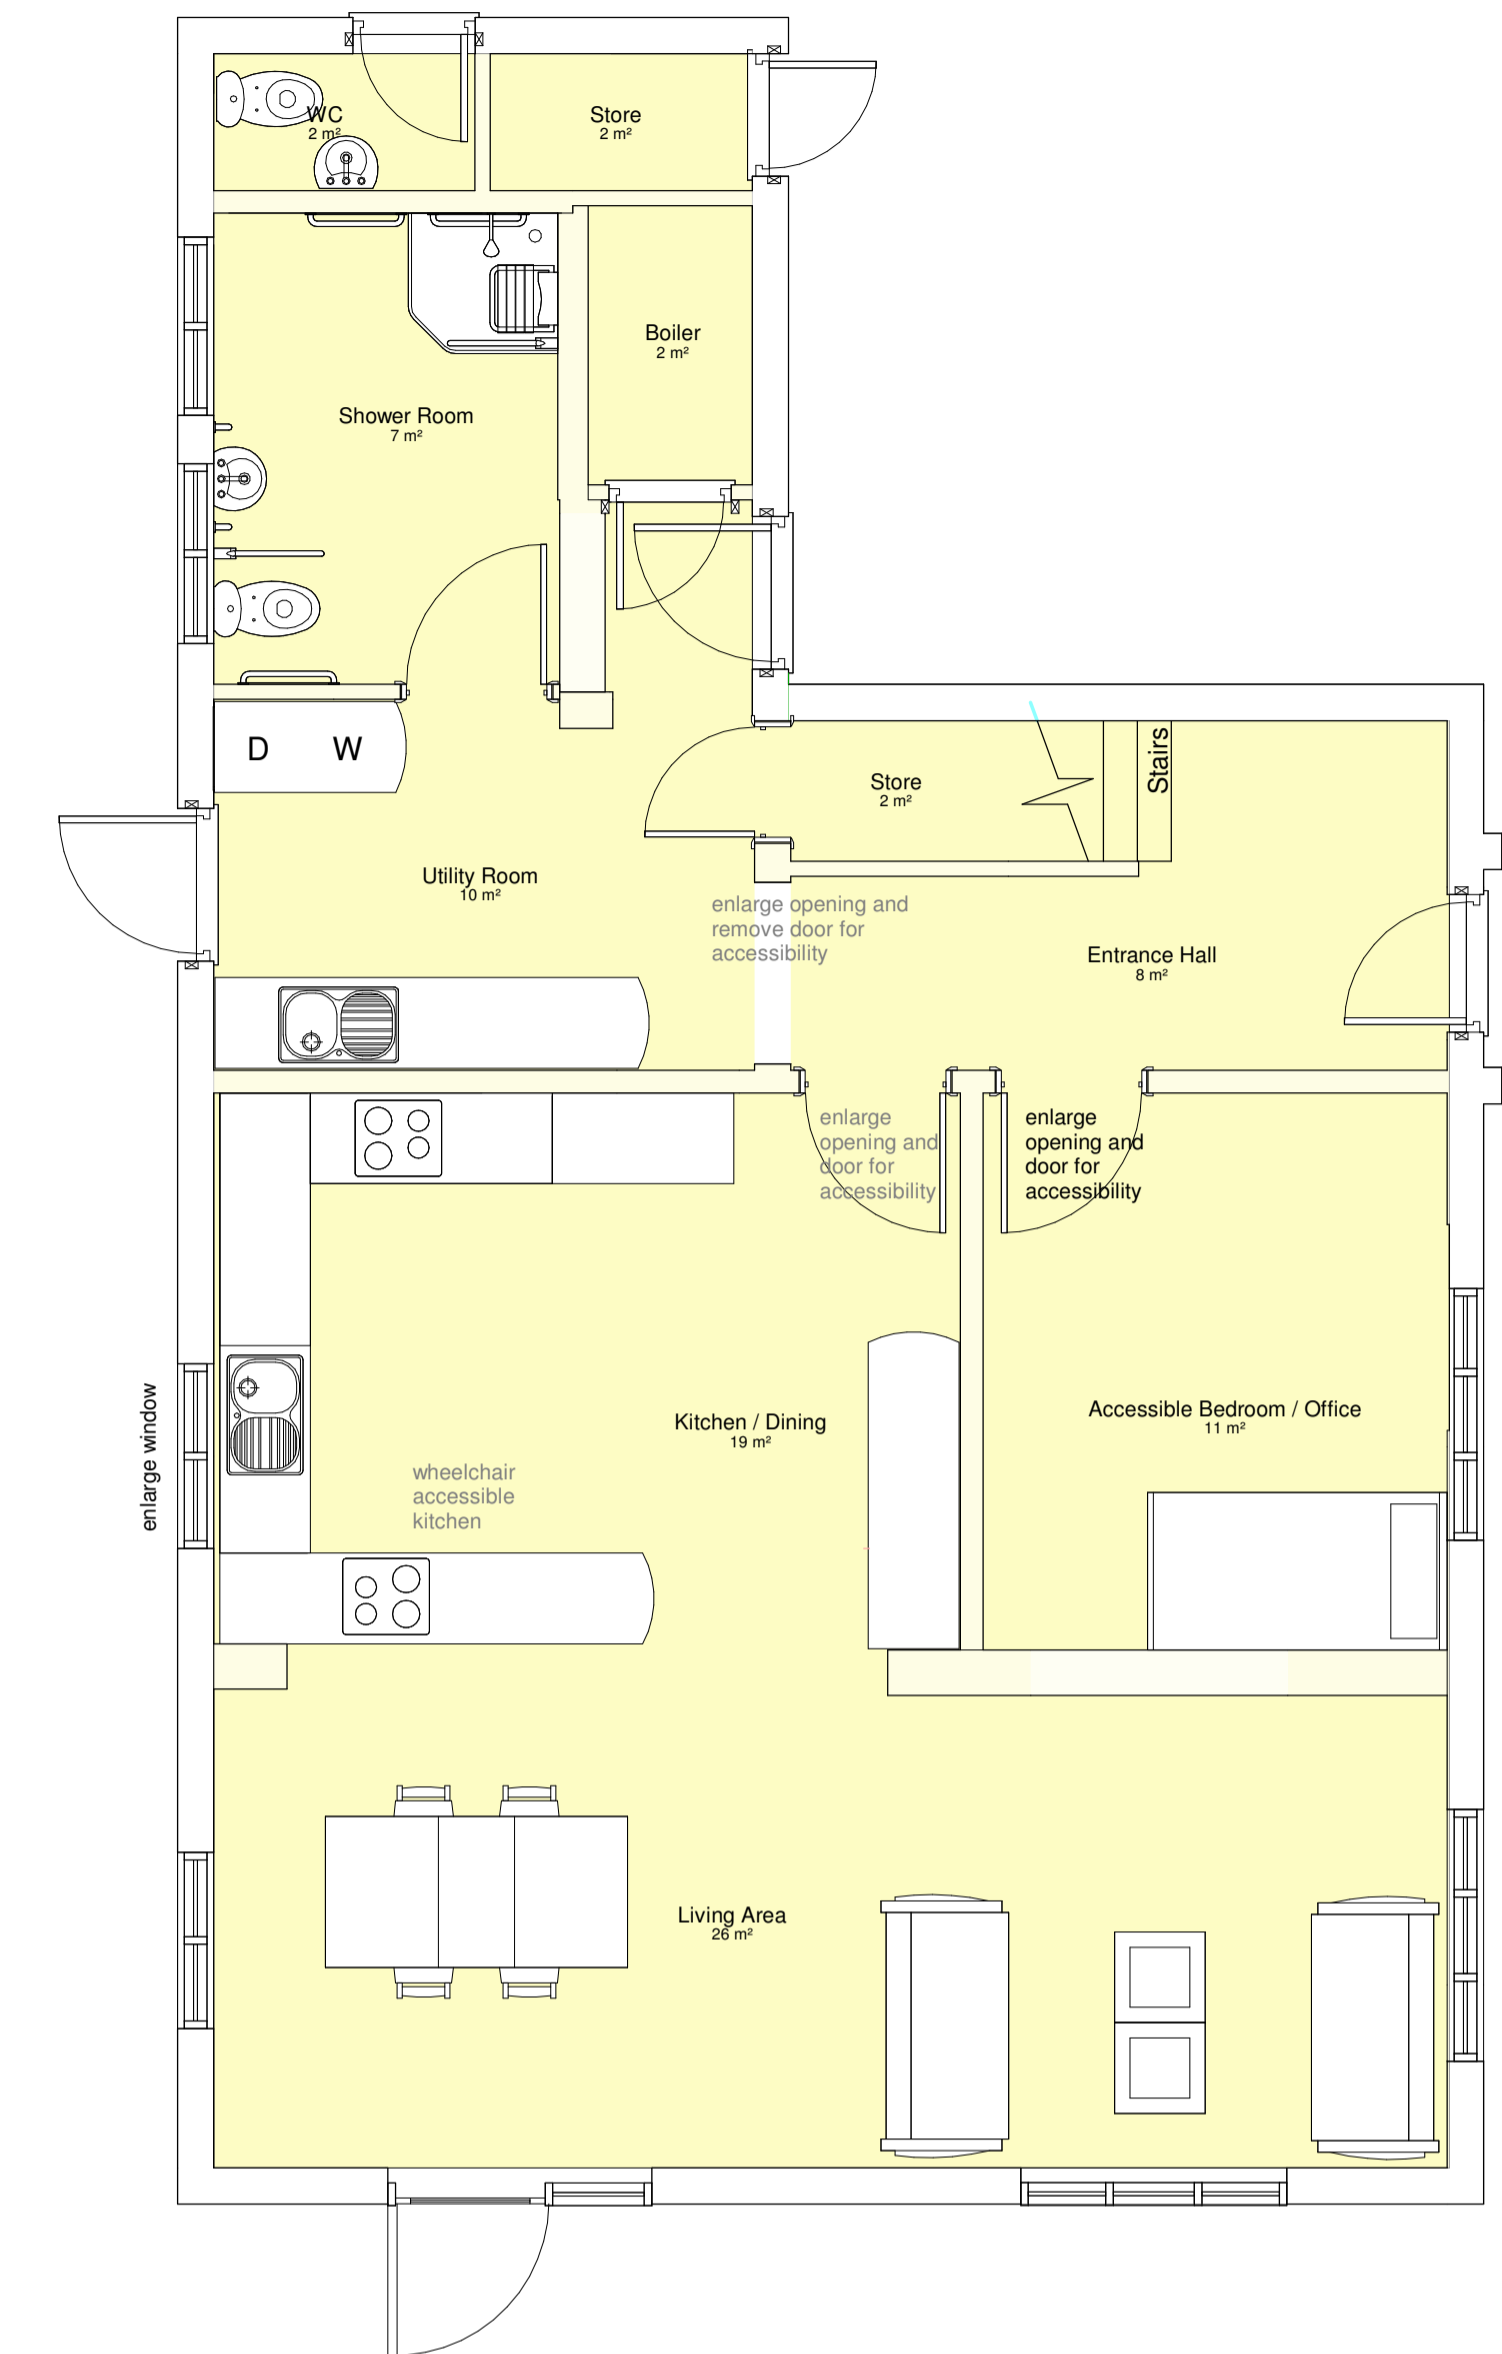 WC
2 m²
Store
2 m²
Boiler
2 m²
Shower Room
7 m²
D W
Stairs
Store
2 m²
Utility Room
10 m²
enlarge opening and
remove door for
accessibility
Entrance Hall
8 m²
enlarge
opening and
door for
accessibility
enlarge
opening and
door for
accessibility
enlarge window
Kitchen / Dining
19 m²
Accessible Bedroom / Office
11 m²
wheelchair
accessible
kitchen
Living Area
26 m²